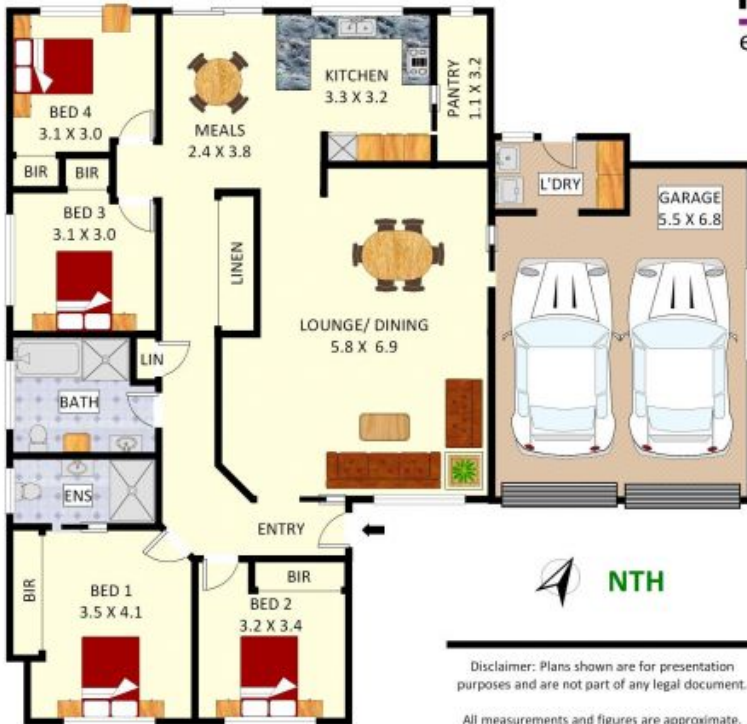 KITCHEN
3.3 X 3.2
PANTRY
1.1 X 3.2
BED 4
3.1 X 3.0
MEALS
2.4 X 3.8
BIR
BIR
L'DRY
GARAGE
5.5 X 6.8
BED 3
3.1 X 3.0
LINEN
LOUNGE/ DINING
5.8 X 6.9
LIN
BATH
ENS
ENTRY
BIR
BIR
BED 1
3.5 X 4.1
BED 2
3.2 X 3.4
NTH
Disclaimer: Plans shown are for presentation
purposes and are not part of any legal document.
All measurements and figures are approximate.